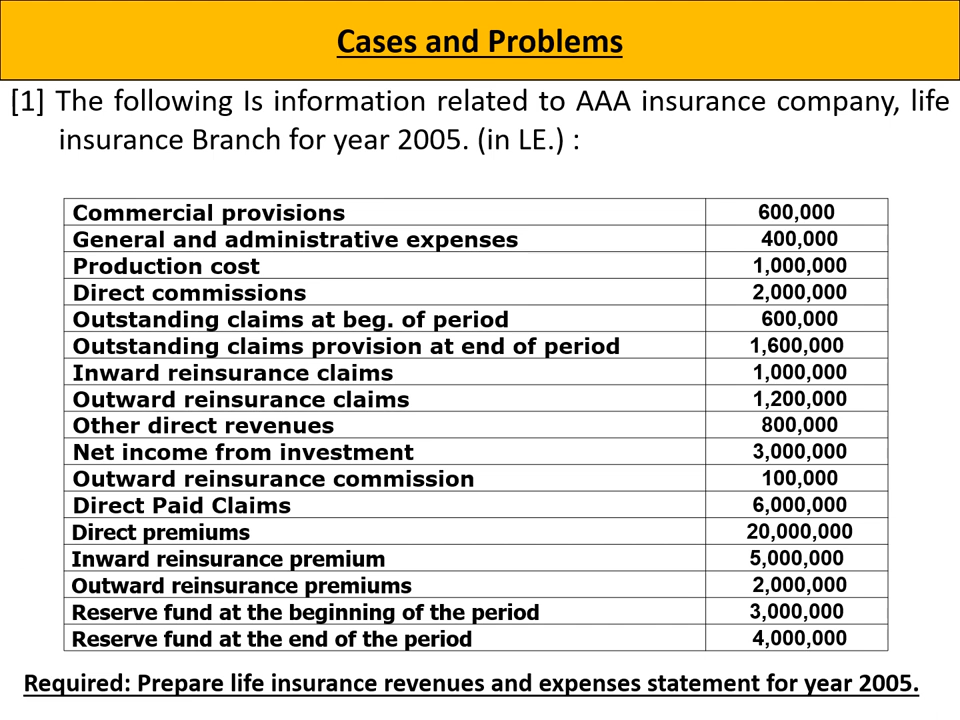 Cases and Problems
[1] The following Is information related to AAA insurance company, life
insurance Branch for year 2005. (in LE.) :
Commercial provisions 600,000
General and administrative expenses 400,000
Production cost 1,000,000
Direct commissions 2,000,000
Outstanding claims at beg. of period 600,000
Outstanding claims provision at end of period 1,600,000
Inward reinsurance claims 1,000,000
Outward reinsurance claims 1,200,000
Other direct revenues 800,000
Net income from investment 3,000,000
Outward reinsurance commission 100,000
Direct Paid Claims 6,000,000
Direct premiums 20,000,000
Inward reinsurance premium 5,000,000
Outward reinsurance premiums 2,000,000
Reserve fund at the beginning of the period 3,000,000
Reserve fund at the end of the period 4,000,000
Required: Prepare life insurance revenues and expenses statement for year 2005.